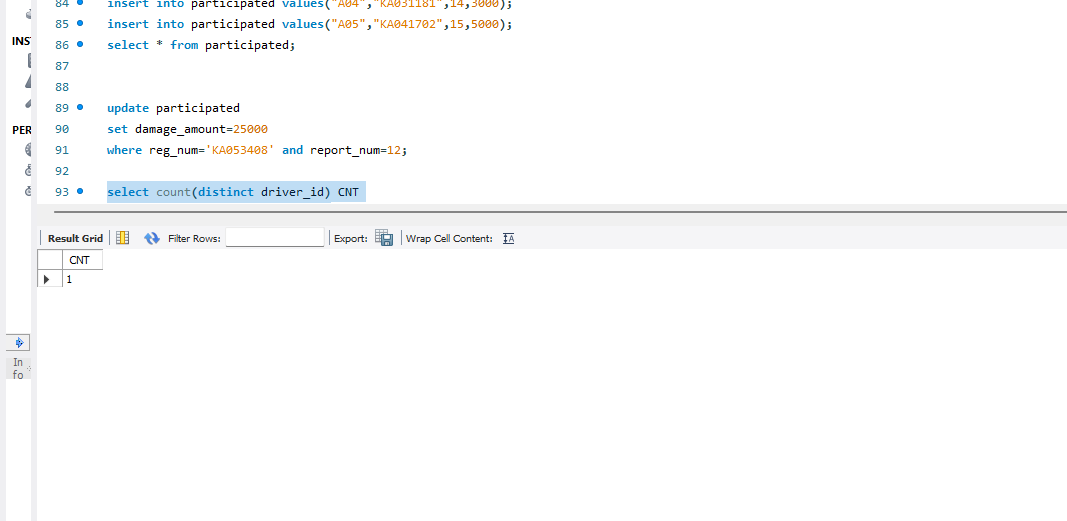 84 insert into participated values("A04","KA031181",14,3000);
85 insert into participated values("A05","KA041702",15,5000);
INS
86 select * from participated;
87
88
89 update participated
PER
90 set damage_amount=25000
91 where reg_num='KA053408' and report_num=12;
92
93 select count(distinct driver_id) CNT
Result Grid Filter Rows: Export: Wrap Cell Content: IA
CNT
1
In
fo